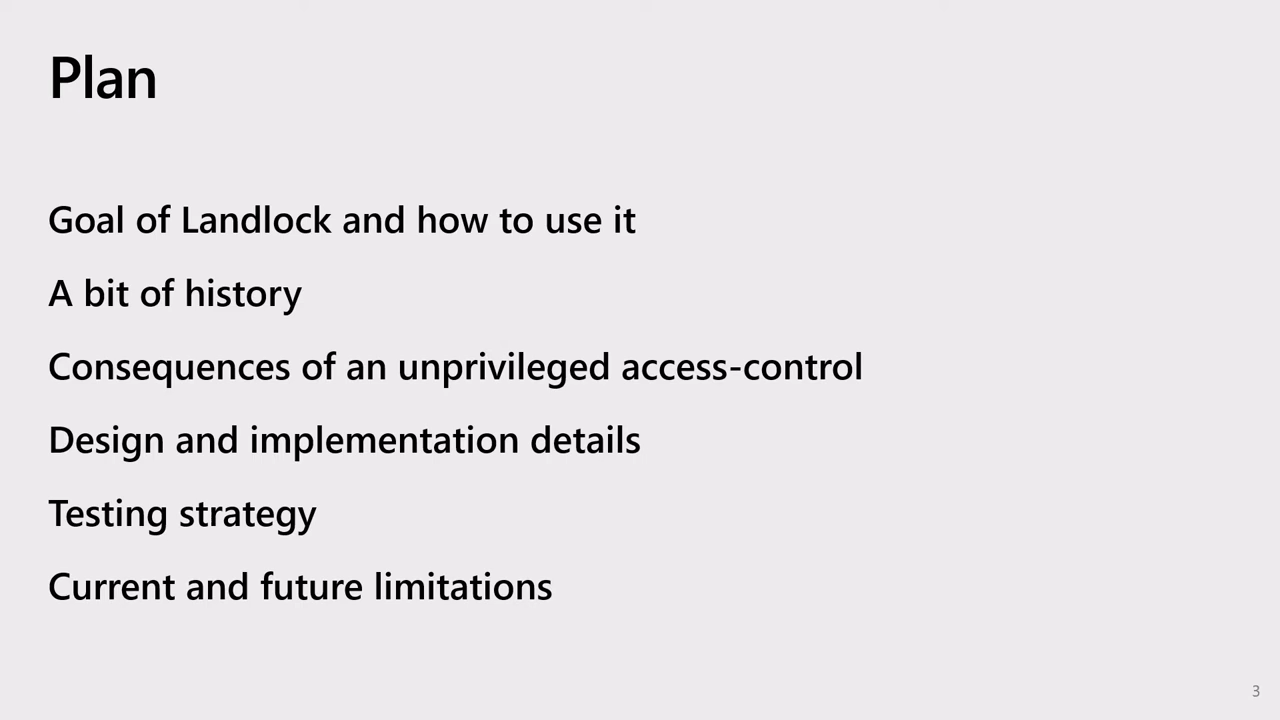 Plan
Goal of Landlock and how to use it
A bit of history
Consequences of an unprivileged access-control
Design and implementation details
Testing strategy
Current and future limitations
3